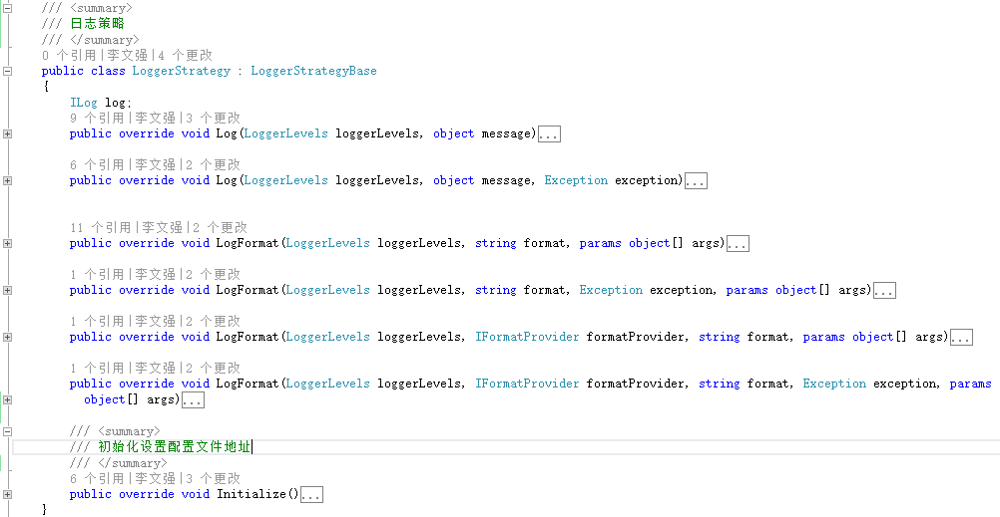 /// <summary>
/// 日志策略
/// </summary>
0 个引用|李文强|4 个更改
public class LoggerStrategy : LoggerStrategyBase
{
ILog log;
9 个引用|李文强|3 个更改
public override void Log(LoggerLevels loggerLevels, object message)...
6 个引用|李文强|2 个更改
public override void Log(LoggerLevels loggerLevels, object message, Exception exception)...
11 个引用|李文强|2 个更改
public override void LogFormat(LoggerLevels loggerLevels, string format, params object[] args)...
1 个引用|李文强|2 个更改
public override void LogFormat(LoggerLevels loggerLevels, string format, Exception exception, params object[] args)...
1 个引用|李文强|2 个更改
public override void LogFormat(LoggerLevels loggerLevels, IFormatProvider formatProvider, string format, params object[] args)...
1 个引用|李文强|2 个更改
public override void LogFormat(LoggerLevels loggerLevels, IFormatProvider formatProvider, string format, Exception exception, params
object[] args)...
/// <summary>
/// 初始化设置配置文件地址
/// </summary>
6 个引用|李文强|3 个更改
public override void Initialize()...
}